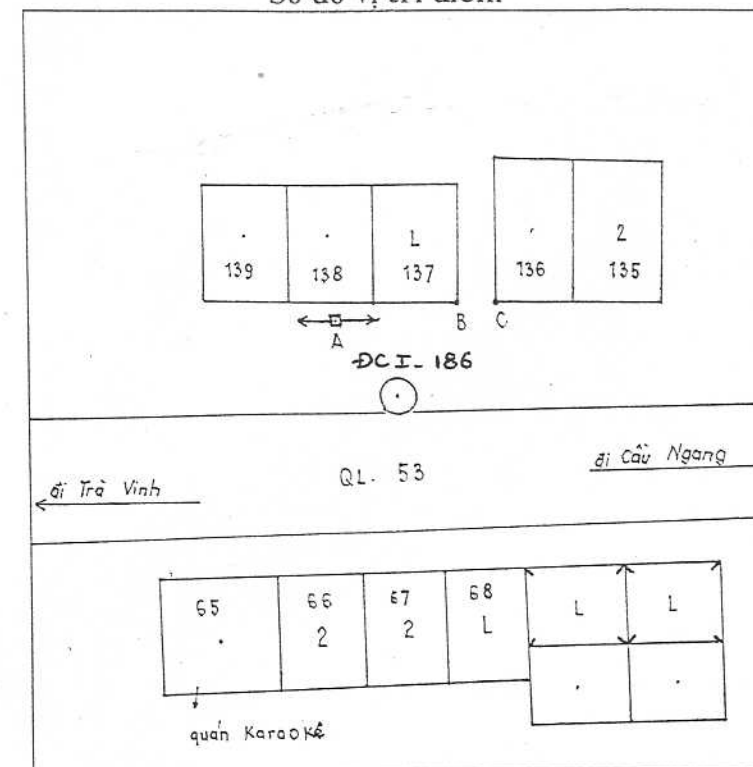 Sơ đồ vị trí điểm
L 2
139 138 137 136 135
A B C
ĐC I- 186
QL. 53
đi Cầu Ngang
đi Trà Vinh
65 66 67 68
2 2 L L L
quán Karaokê